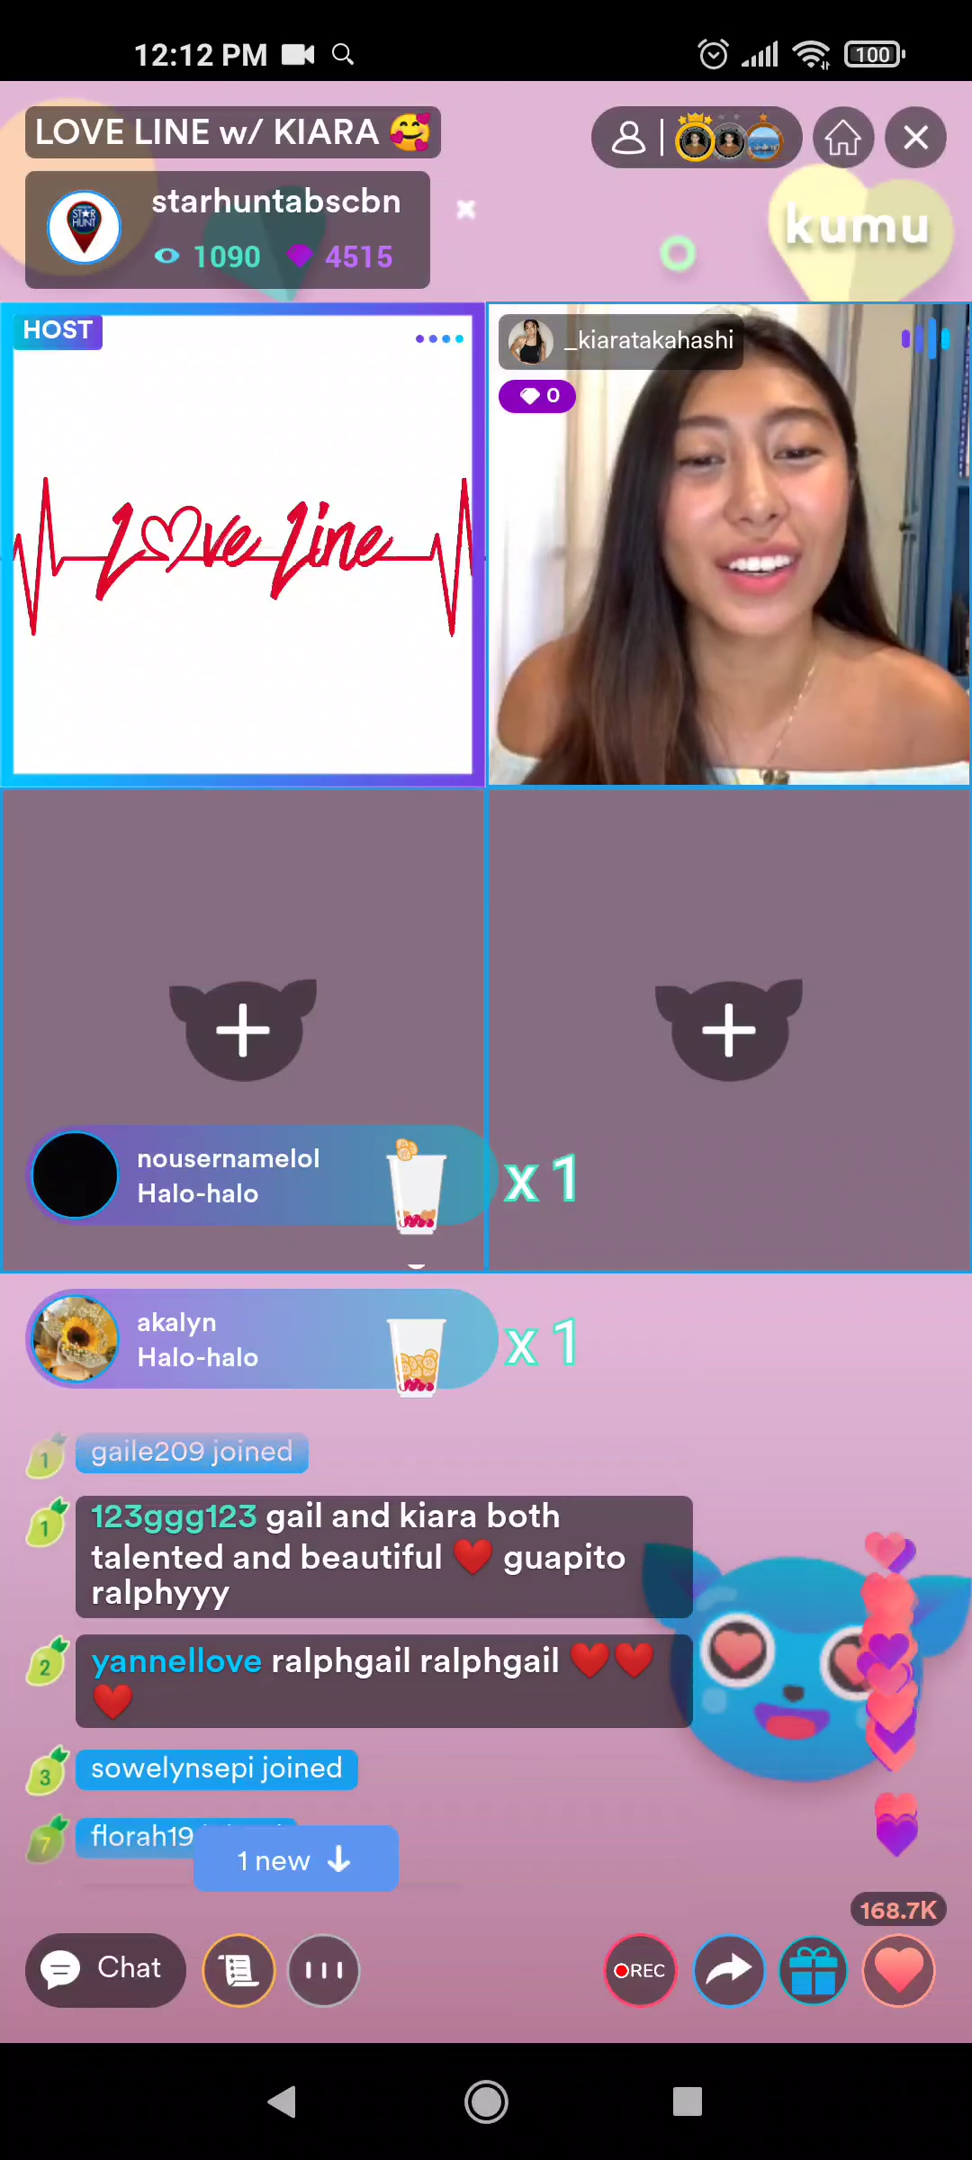 12:12 PM
100
LOVE LINE w/ KIARA 🥰
starhuntabscbn
1090 4515
STAR
HUNT
kumu
HOST
_kiaratakahashi
0
Love Line
nousernamelol
Halo-halo
x 1
akalyn
Halo-halo
x 1
1 gaile209 joined
1 123ggg123 gail and kiara both
talented and beautiful ❤️ guapito
ralphyyy
2 yannellove ralphgail ralphgail ❤️❤️
❤️
3 sowelynsepi joined
7 florah19
1 new ↓
168.7K
Chat
REC